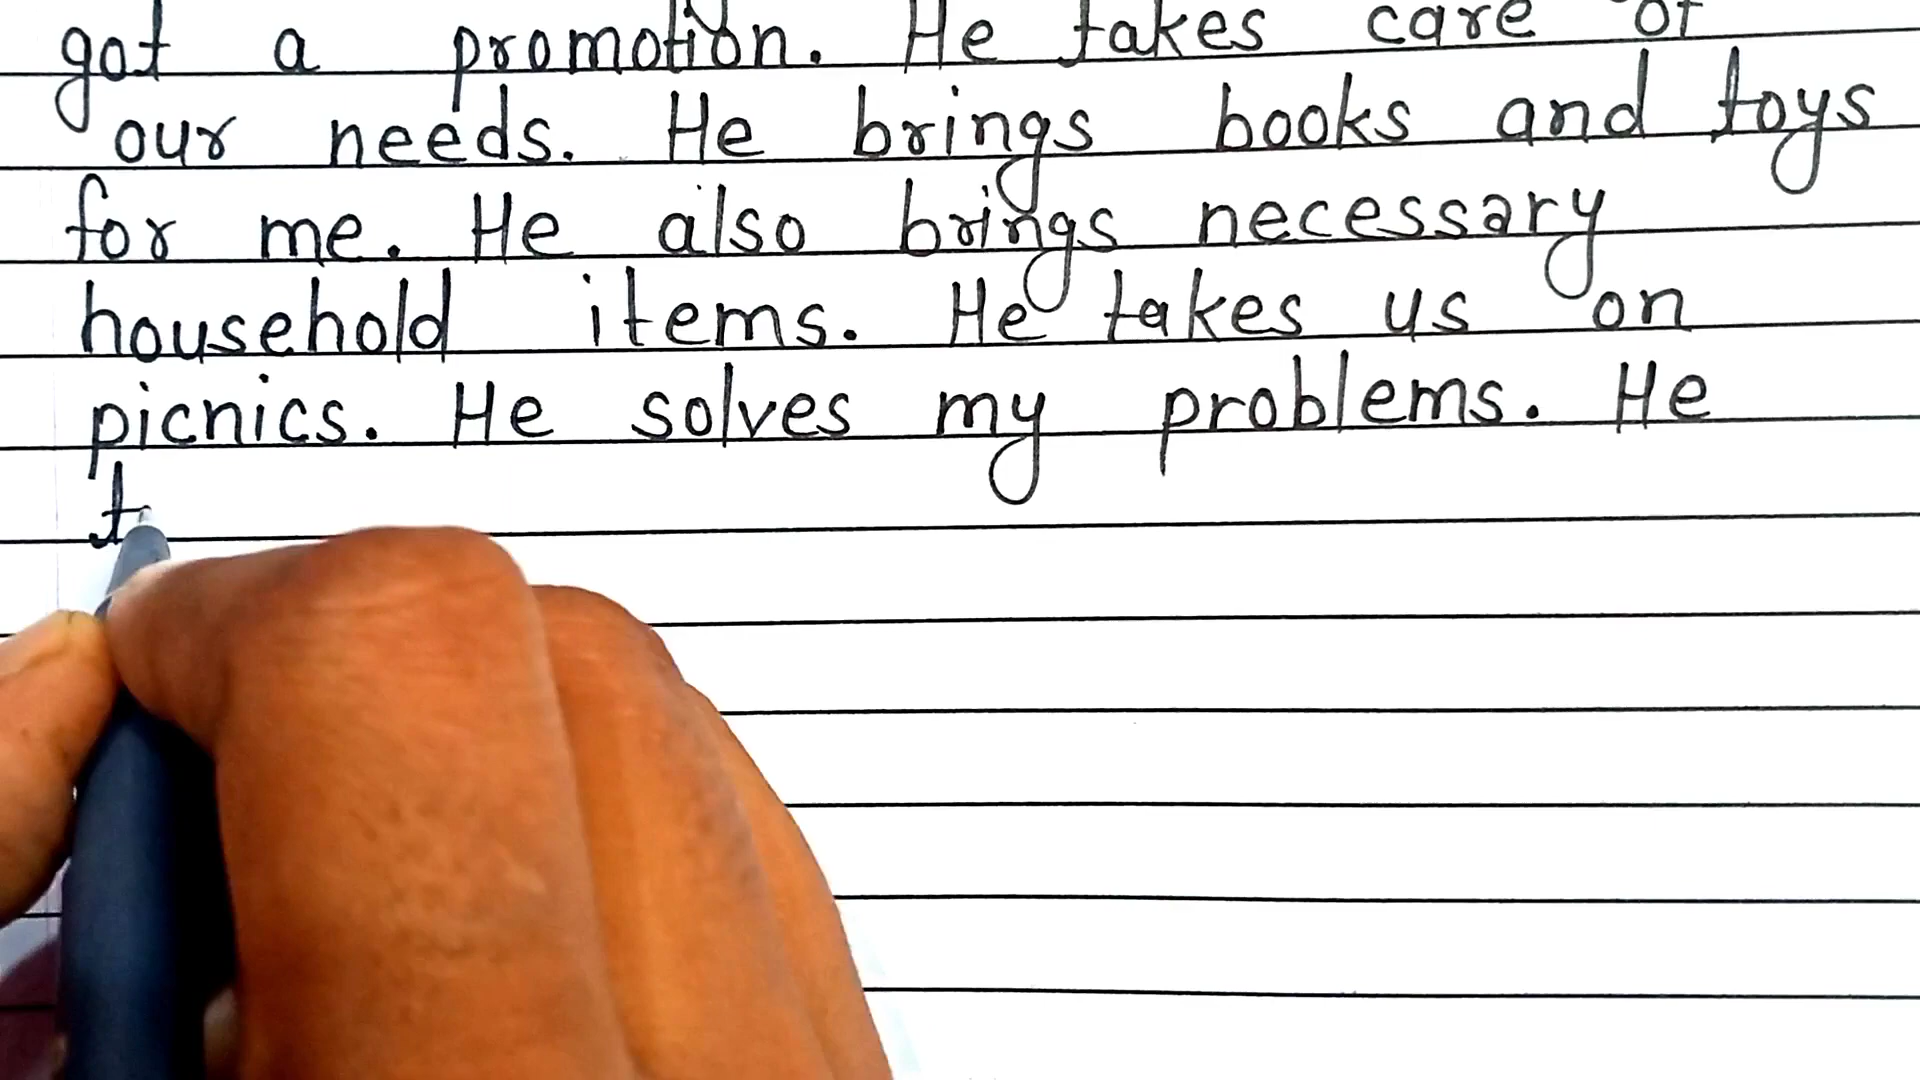 got a promotion. He takes care of
our needs. He brings books and toys
for me. He also brings necessary
household items. He takes us on
picnics. He solves my problems. He
t